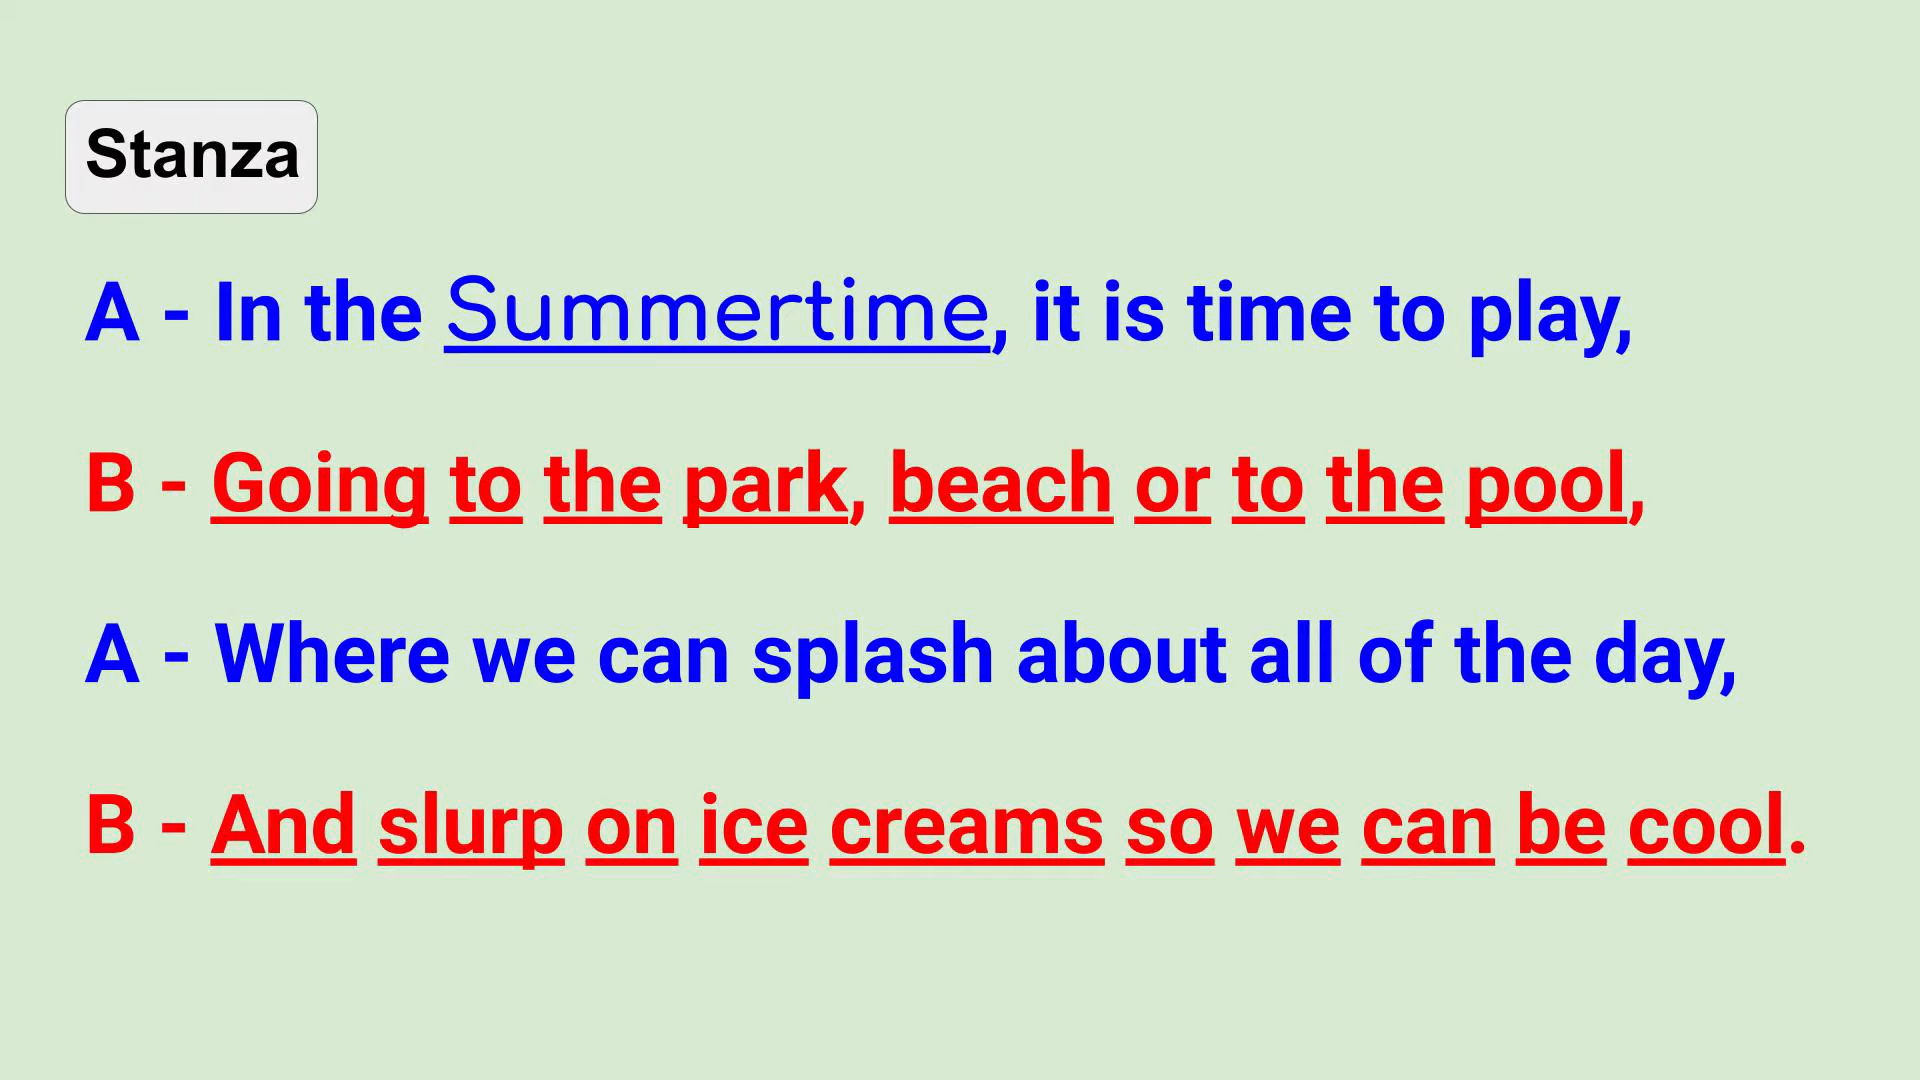 Stanza
A - In the Summertime, it is time to play,
B - Going to the park, beach or to the pool,
A - Where we can splash about all of the day,
B - And slurp on ice creams so we can be cool.